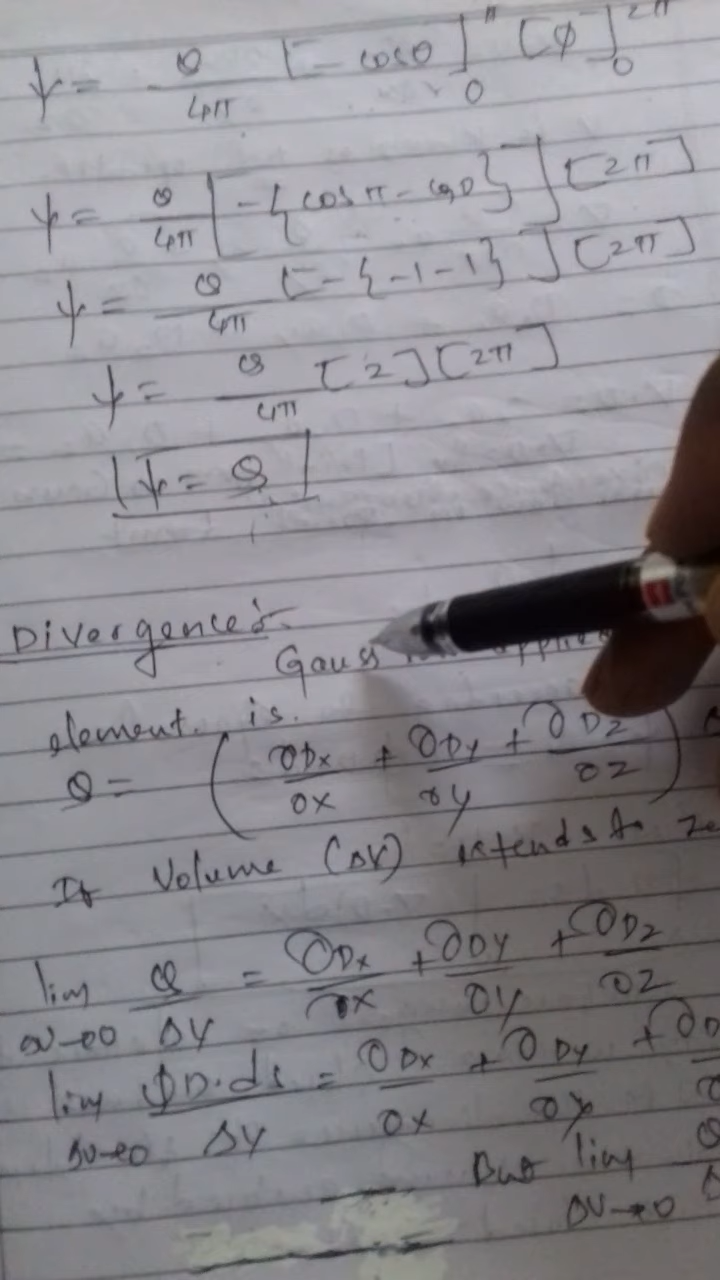 ψ = Q/4π [-cosθ]₀^π [φ]₀^2π
ψ = Q/4π [-{cosπ - cos0}] [2π]
ψ = Q/4π [-{-1-1}] [2π]
ψ = Q/4π [2][2π]
ψ = Q
Divergence:-
Gauss
element is.
Q = (∂Dx/∂x + ∂Dy/∂y + ∂Dz/∂z)
If Volume (ΔV) extends to
lim ΔV→0 Q/ΔV = ∂Dx/∂x + ∂Dy/∂y + ∂Dz/∂z
lim ΔV→0 ∮D.ds/ΔV = ∂Dx/∂x + ∂Dy/∂y + ∂D
But lim ΔV→0